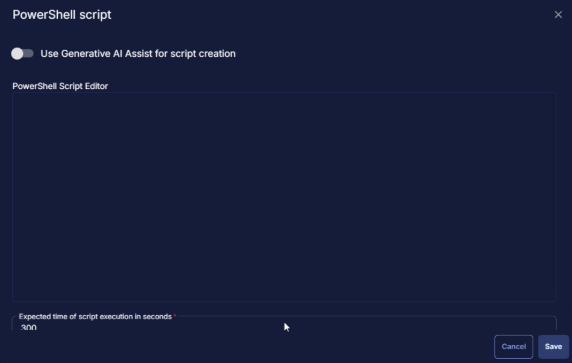 PowerShell script
Use Generative AI Assist for script creation
PowerShell Script Editor
Expected time of script execution in seconds *
300
Cancel
Save